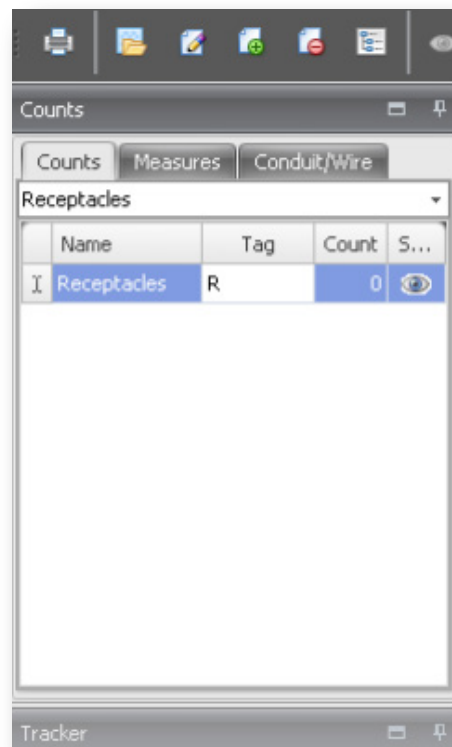 Counts
Counts Measures Conduit/Wire
Receptacles
Name Tag Count S...
Receptacles R 0
Tracker